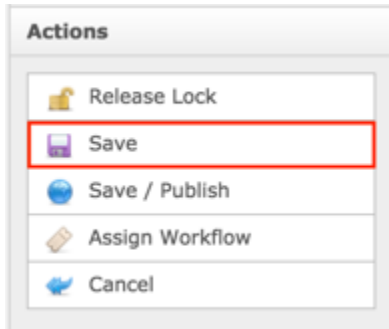 Actions
Release Lock
Save
Save / Publish
Assign Workflow
Cancel